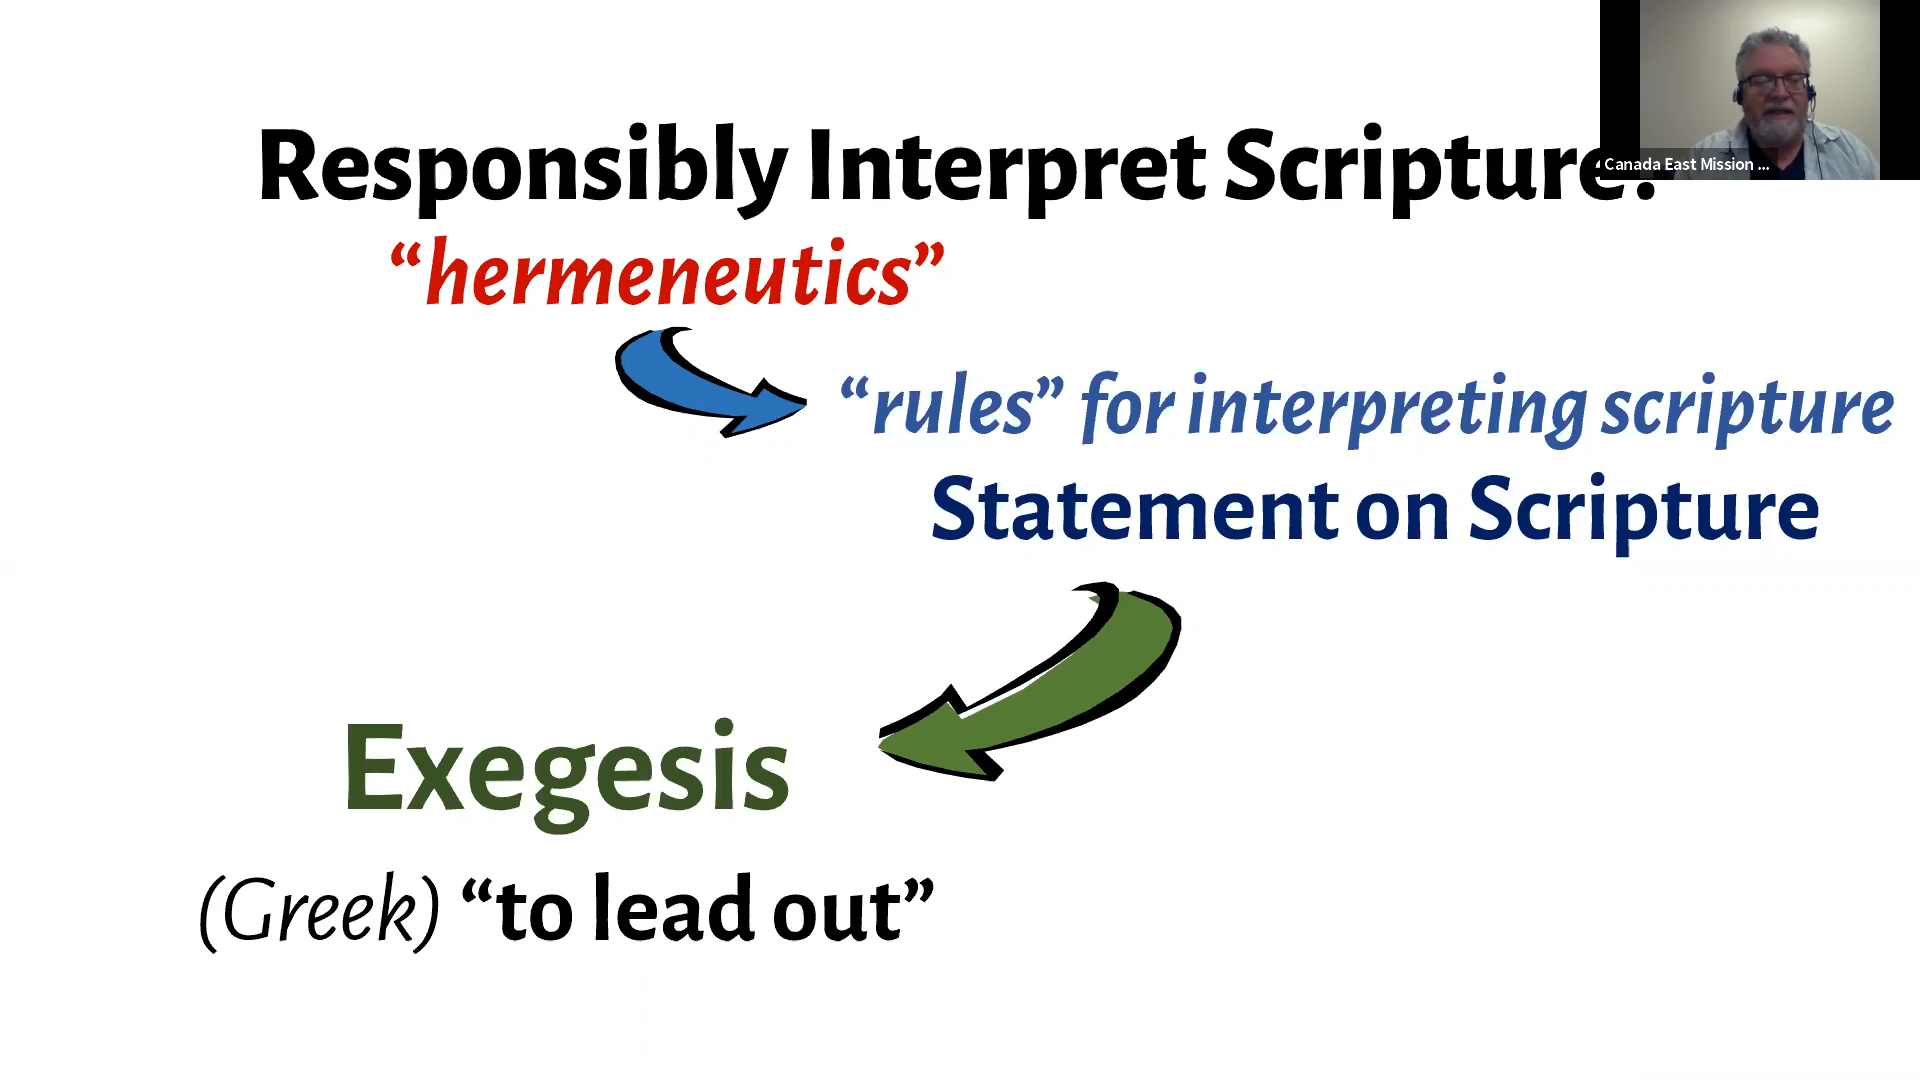 Responsibly Interpret Scripture?
Canada East Mission ...
“hermeneutics”
“rules” for interpreting scripture
Statement on Scripture
Exegesis
(Greek) “to lead out”